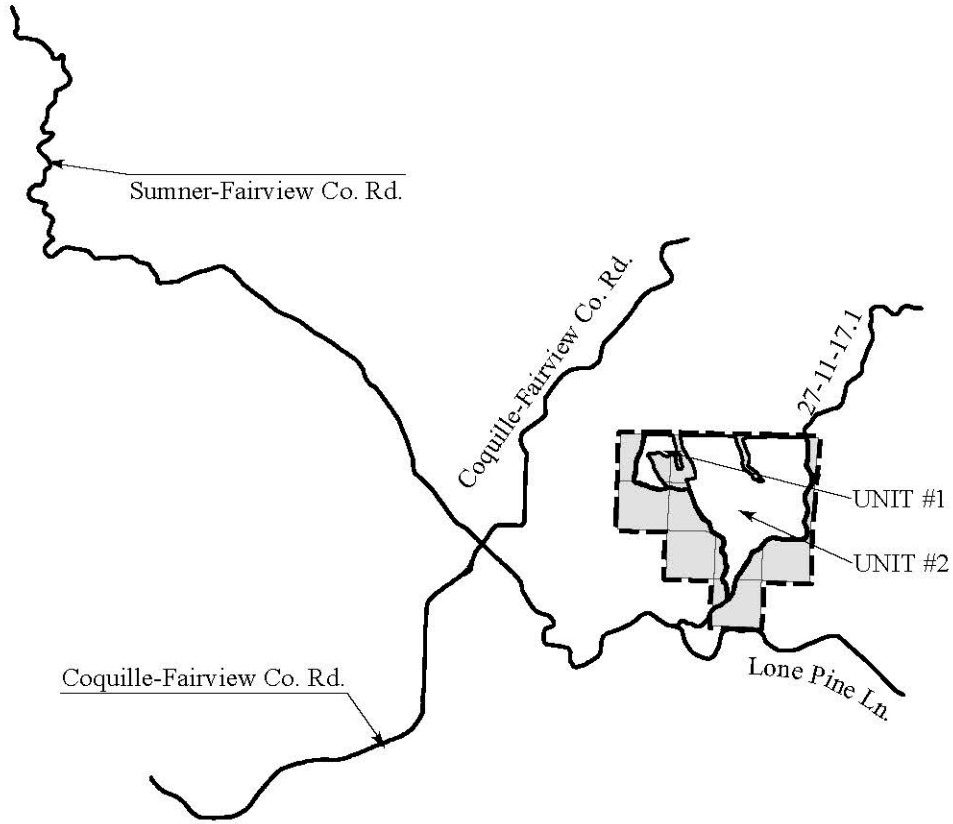 Sumner-Fairview Co. Rd.
Coquille-Fairview Co. Rd.
27-11-17.1
UNIT #1
UNIT #2
Lone Pine Ln.
Coquille-Fairview Co. Rd.